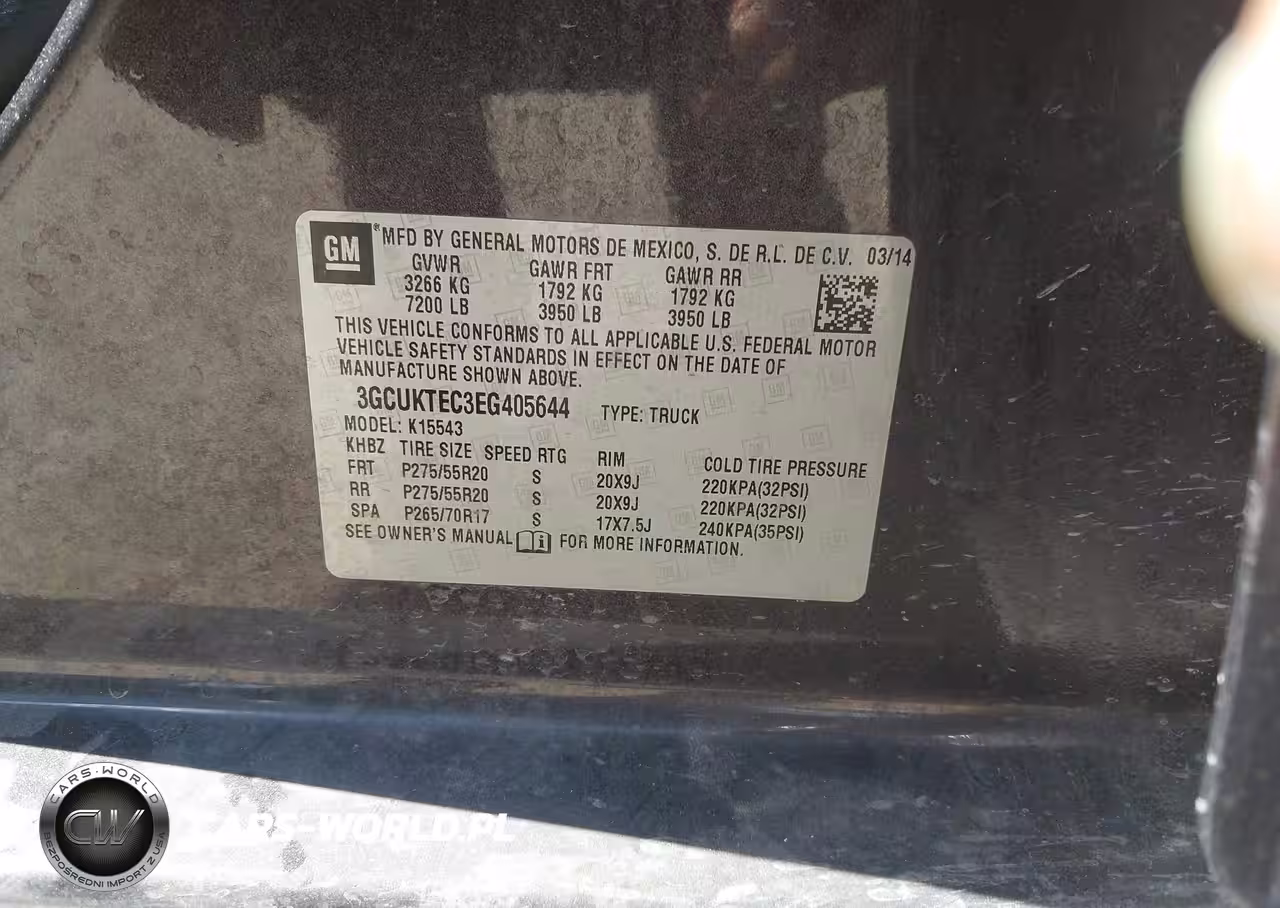 GM ® MFD BY GENERAL MOTORS DE MEXICO, S. DE R.L. DE C.V. 03/14
GVWR GAWR FRT GAWR RR
3266 KG 1792 KG 1792 KG
7200 LB 3950 LB 3950 LB
THIS VEHICLE CONFORMS TO ALL APPLICABLE U.S. FEDERAL MOTOR
VEHICLE SAFETY STANDARDS IN EFFECT ON THE DATE OF
MANUFACTURE SHOWN ABOVE.
3GCUKTEC3EG405644 TYPE: TRUCK
MODEL: K15543
KHBZ TIRE SIZE SPEED RTG RIM COLD TIRE PRESSURE
FRT P275/55R20 S 20X9J 220KPA(32PSI)
RR P275/55R20 S 20X9J 220KPA(32PSI)
SPA P265/70R17 S 17X7.5J 240KPA(35PSI)
SEE OWNER'S MANUAL FOR MORE INFORMATION.
CARS-WORLD
CW
BEZPOŚREDNI IMPORT Z USA
CARS-WORLD.PL